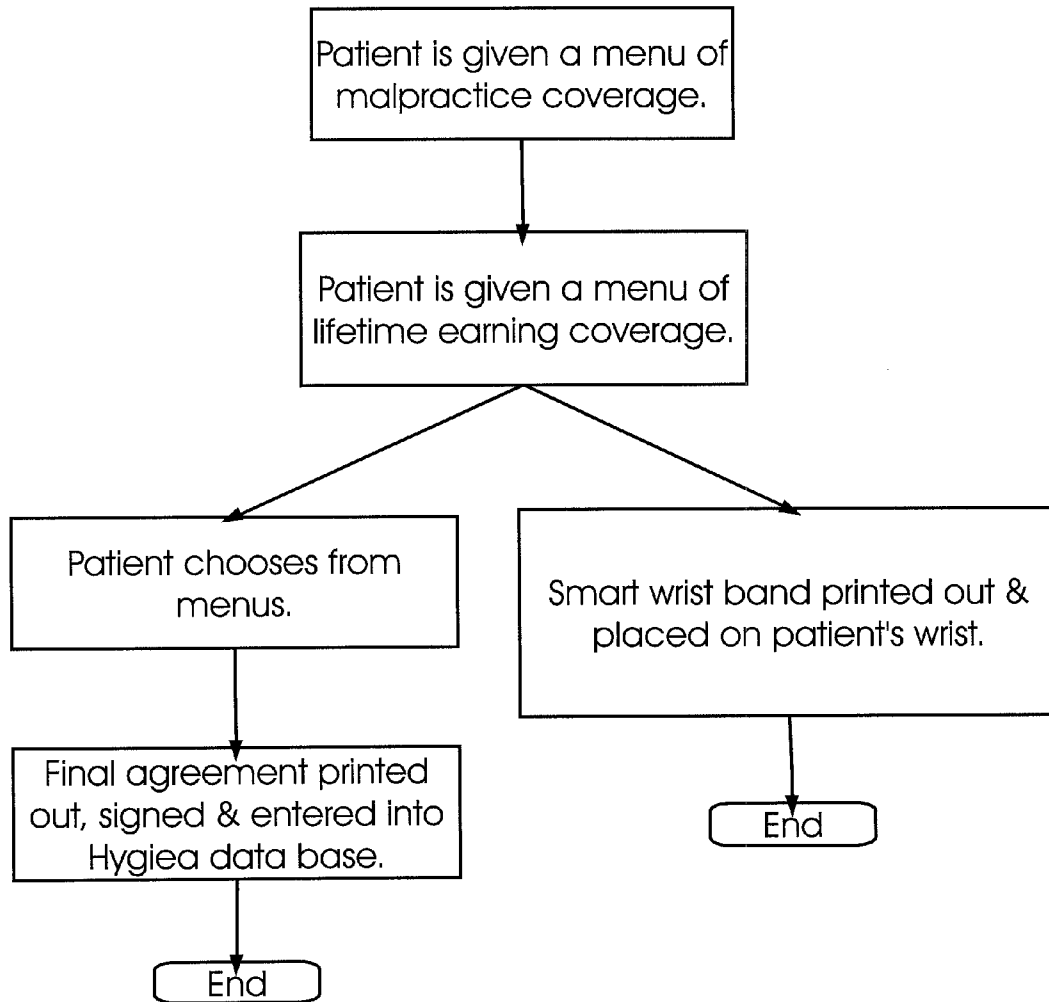 Patient is given a menu of
malpractice coverage.
Patient is given a menu of
lifetime earning coverage.
Patient chooses from
menus.
Smart wrist band printed out &
placed on patient's wrist.
Final agreement printed
out, signed & entered into
Hygiea data base.
End
End